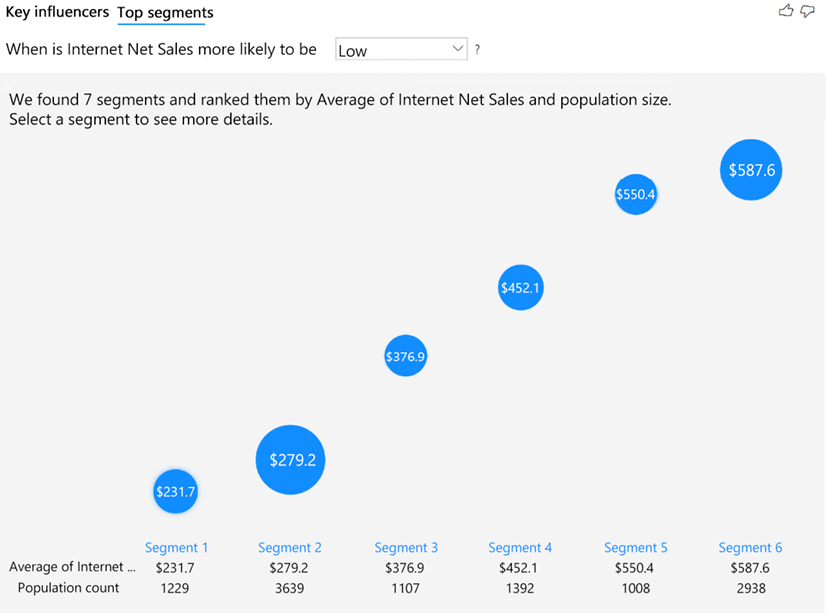 Key influencers Top segments
When is Internet Net Sales more likely to be Low ?
We found 7 segments and ranked them by Average of Internet Net Sales and population size.
Select a segment to see more details.
$587.6
$550.4
$452.1
$376.9
$279.2
$231.7
Segment 1 Segment 2 Segment 3 Segment 4 Segment 5 Segment 6
Average of Internet ... $231.7 $279.2 $376.9 $452.1 $550.4 $587.6
Population count 1229 3639 1107 1392 1008 2938